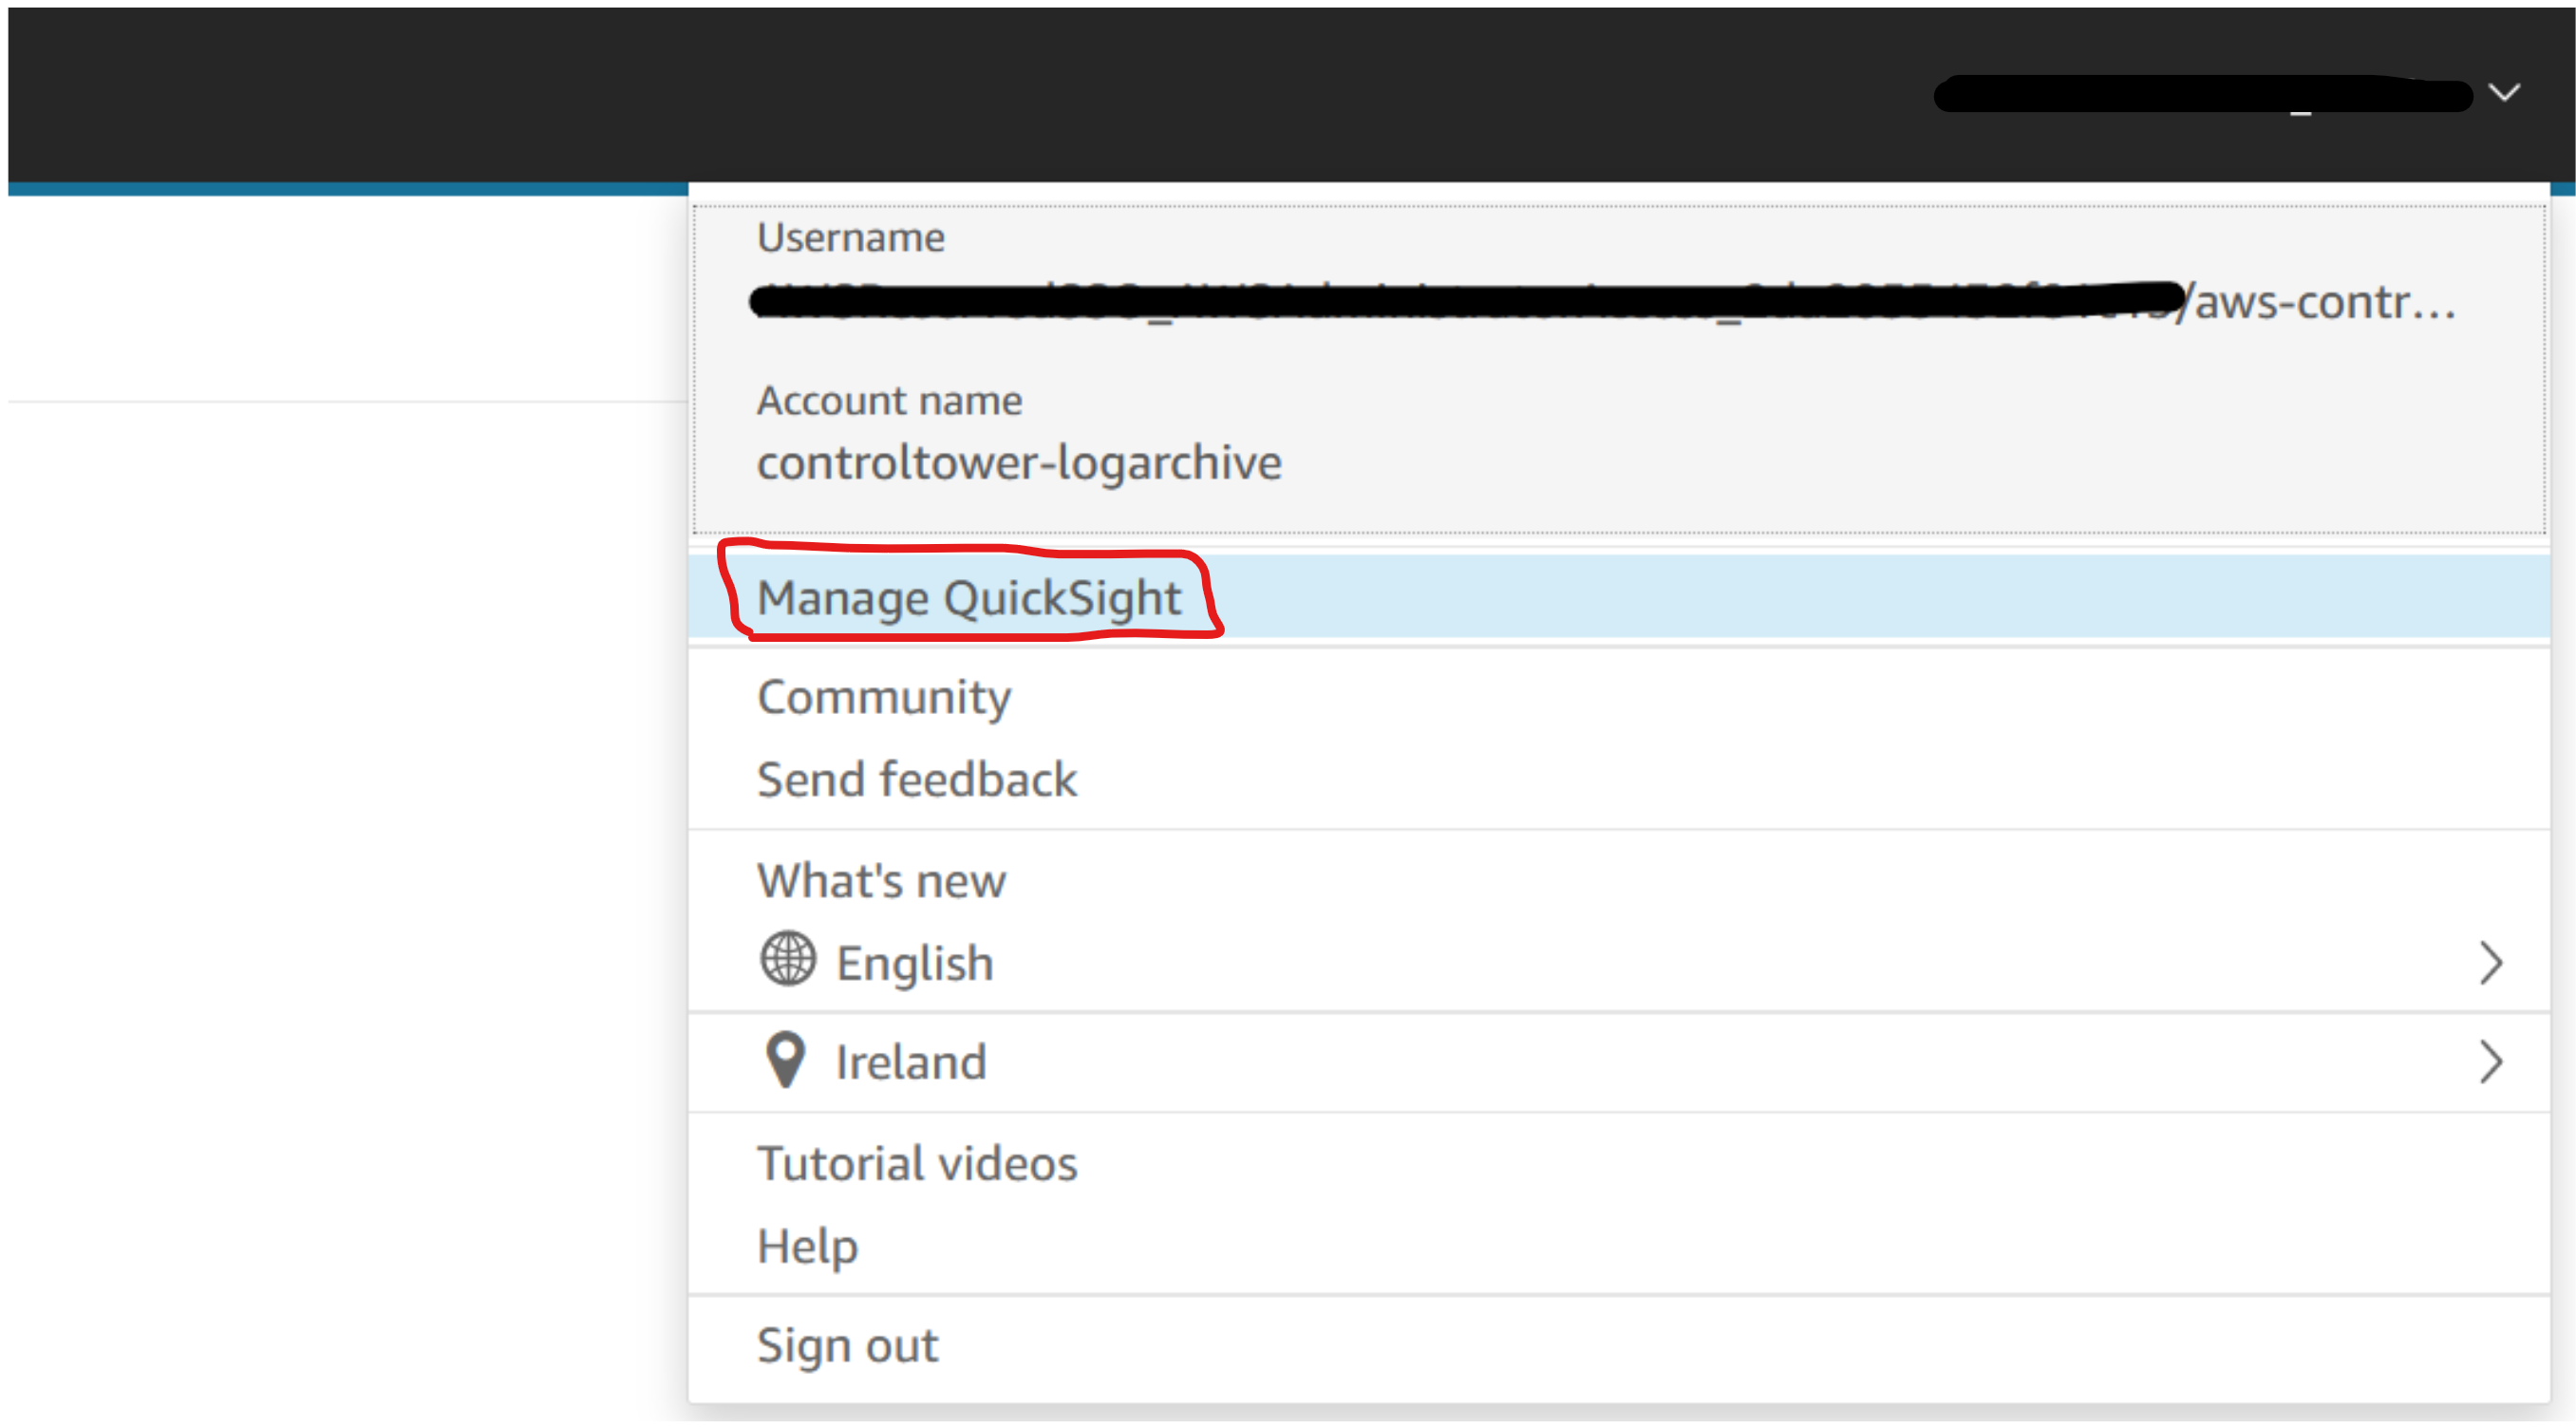 Username
/aws-contr...
Account name
controltower-logarchive
Manage QuickSight
Community
Send feedback
What's new
English
Ireland
Tutorial videos
Help
Sign out